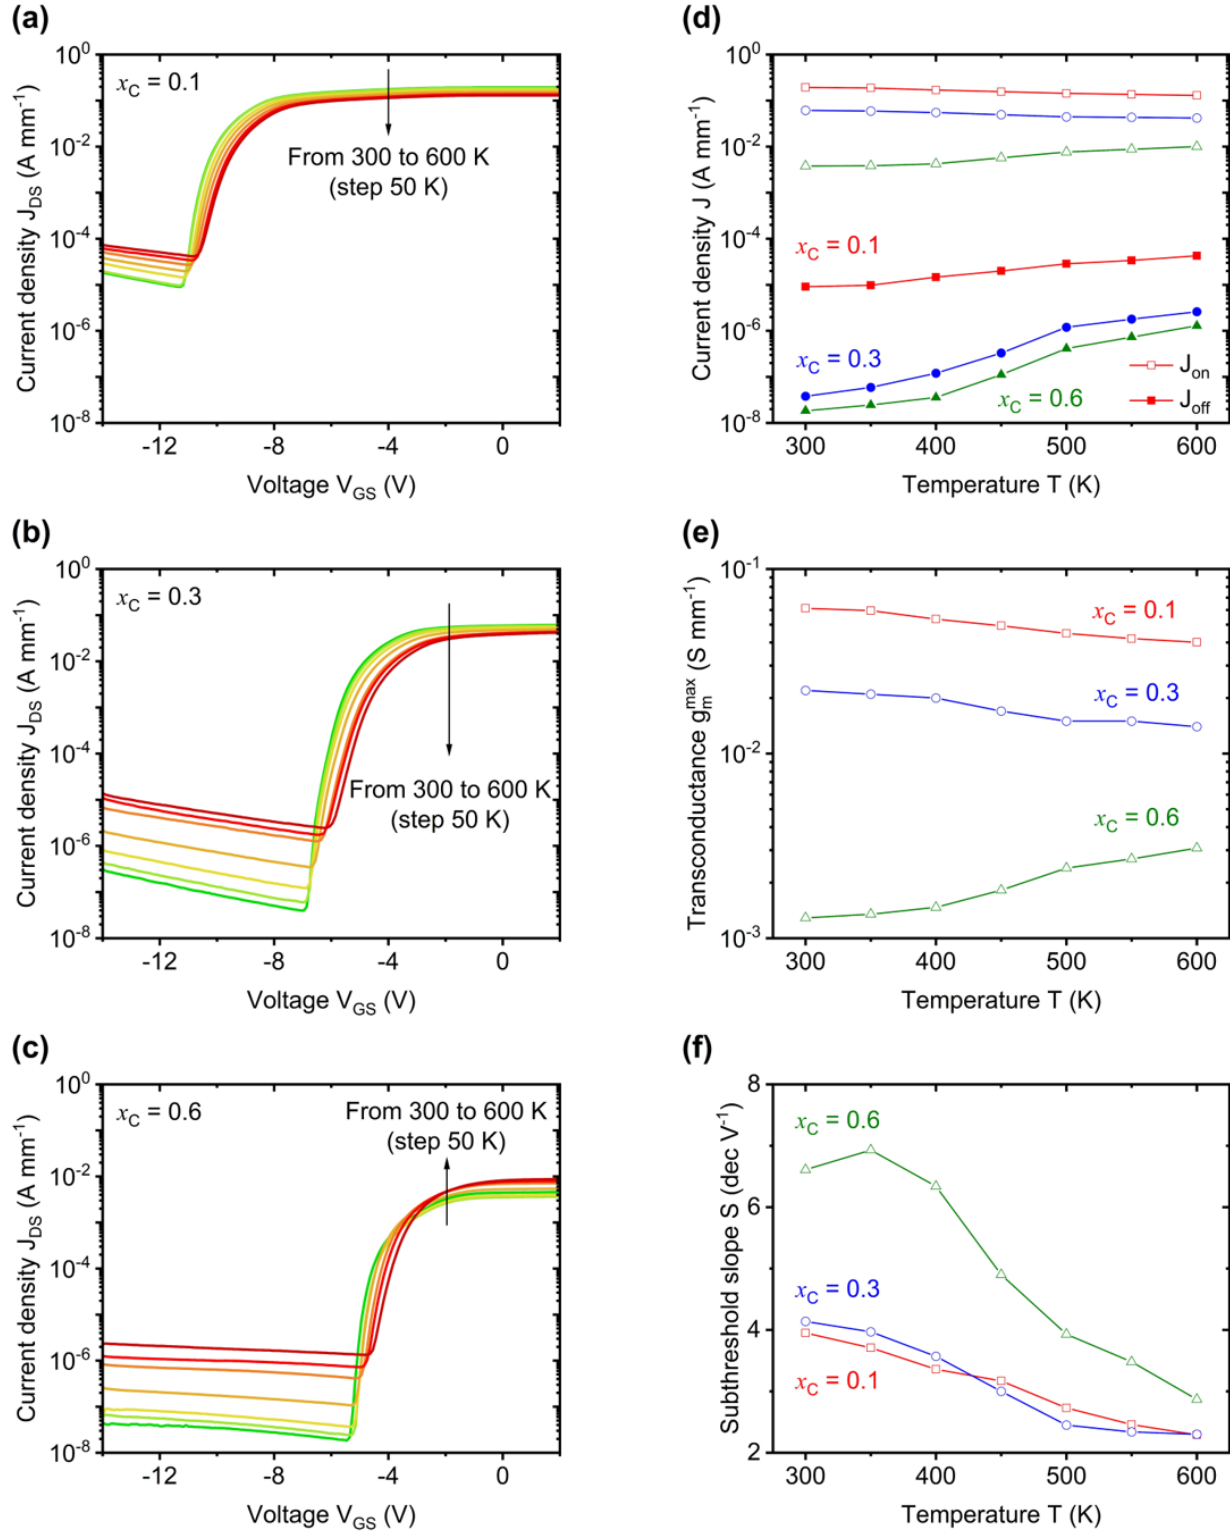 (a)
10⁰
10⁻²
10⁻⁴
10⁻⁶
10⁻⁸
Current density J_DS (A mm⁻¹)
x_C = 0.1
From 300 to 600 K
(step 50 K)
-12 -8 -4 0
Voltage V_GS (V)
(d)
10⁰
10⁻²
10⁻⁴
10⁻⁶
10⁻⁸
Current density J (A mm⁻¹)
x_C = 0.1
x_C = 0.3
x_C = 0.6
J_on
J_off
300 400 500 600
Temperature T (K)
(b)
10⁰
10⁻²
10⁻⁴
10⁻⁶
10⁻⁸
Current density J_DS (A mm⁻¹)
x_C = 0.3
From 300 to 600 K
(step 50 K)
-12 -8 -4 0
Voltage V_GS (V)
(e)
10⁻¹
10⁻²
10⁻³
Transconductance g_m^max (S mm⁻¹)
x_C = 0.1
x_C = 0.3
x_C = 0.6
300 400 500 600
Temperature T (K)
(c)
10⁰
10⁻²
10⁻⁴
10⁻⁶
10⁻⁸
Current density J_DS (A mm⁻¹)
x_C = 0.6
From 300 to 600 K
(step 50 K)
-12 -8 -4 0
Voltage V_GS (V)
(f)
8
6
4
2
Subthreshold slope S (dec V⁻¹)
x_C = 0.6
x_C = 0.3
x_C = 0.1
300 400 500 600
Temperature T (K)